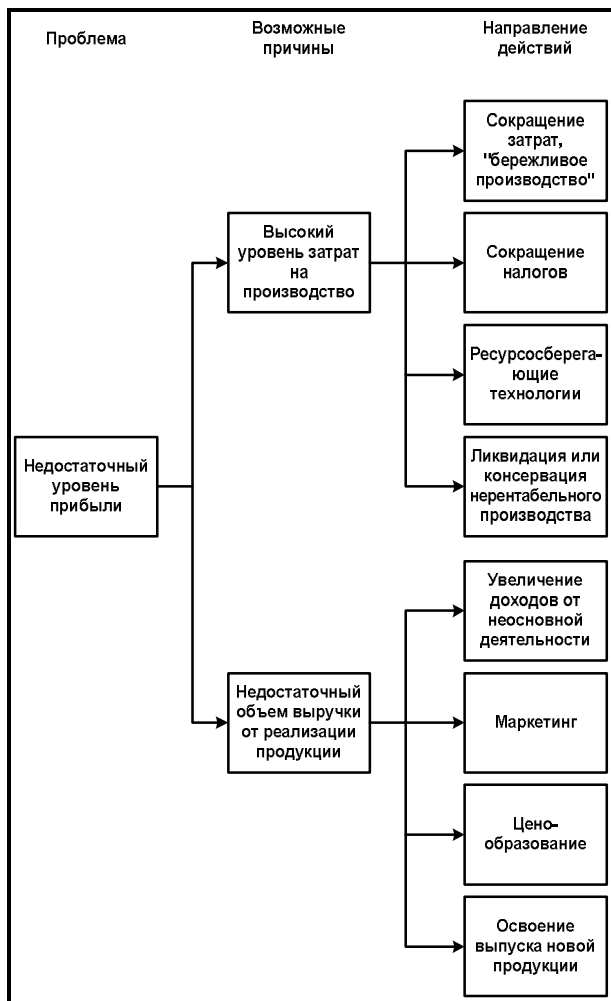 Проблема
Возможные
причины
Направление
действий
Сокращение
затрат,
"бережливое
производство"
Высокий
уровень затрат
на
производство
Сокращение
налогов
Ресурсосберега-
ющие
технологии
Недостаточный
уровень
прибыли
Ликвидация или
консервация
нерентабельного
производства
Увеличение
доходов от
неосновной
деятельности
Недостаточный
объем выручки
от реализации
продукции
Маркетинг
Цено-
образование
Освоение
выпуска новой
продукции